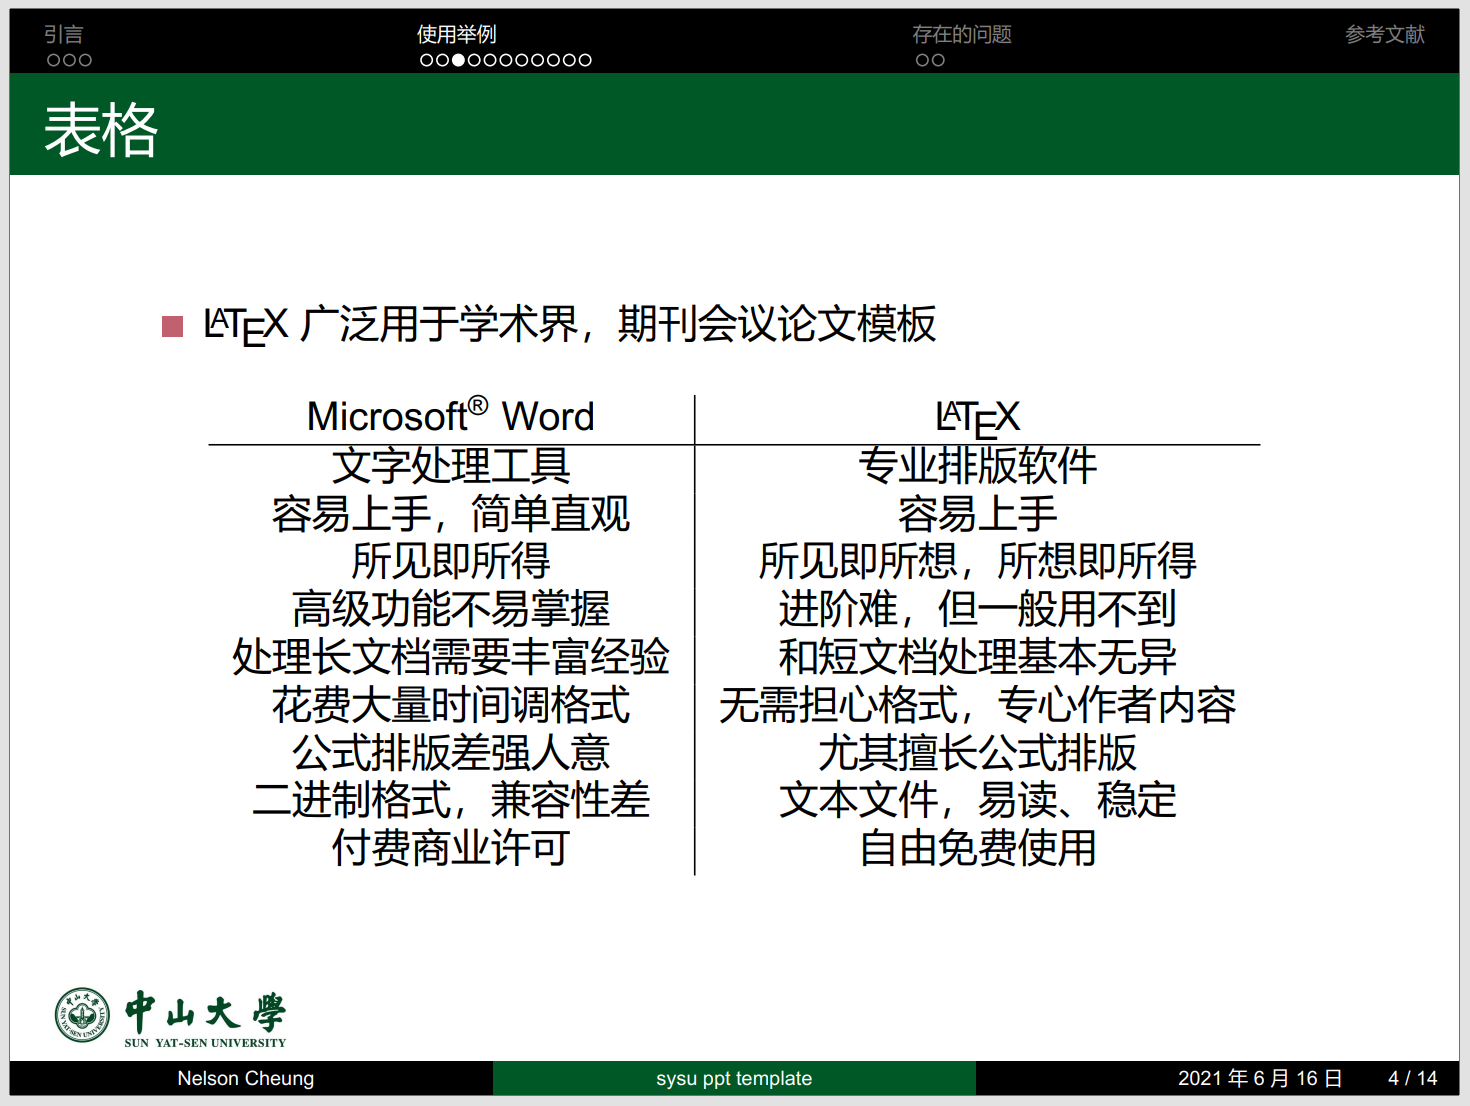 引言 使用举例 存在的问题 参考文献
表格
LATEX 广泛用于学术界，期刊会议论文模板
Microsoft® Word LATEX
文字处理工具 专业排版软件
容易上手，简单直观 容易上手
所见即所得 所见即所想，所想即所得
高级功能不易掌握 进阶难，但一般用不到
处理长文档需要丰富经验 和短文档处理基本无异
花费大量时间调格式 无需担心格式，专心作者内容
公式排版差强人意 尤其擅长公式排版
二进制格式，兼容性差 文本文件，易读、稳定
付费商业许可 自由免费使用
中山大學
SUN YAT-SEN UNIVERSITY
中山大學
SUN YAT-SEN UNIVERSITY
Nelson Cheung sysu ppt template 2021 年 6 月 16 日 4 / 14